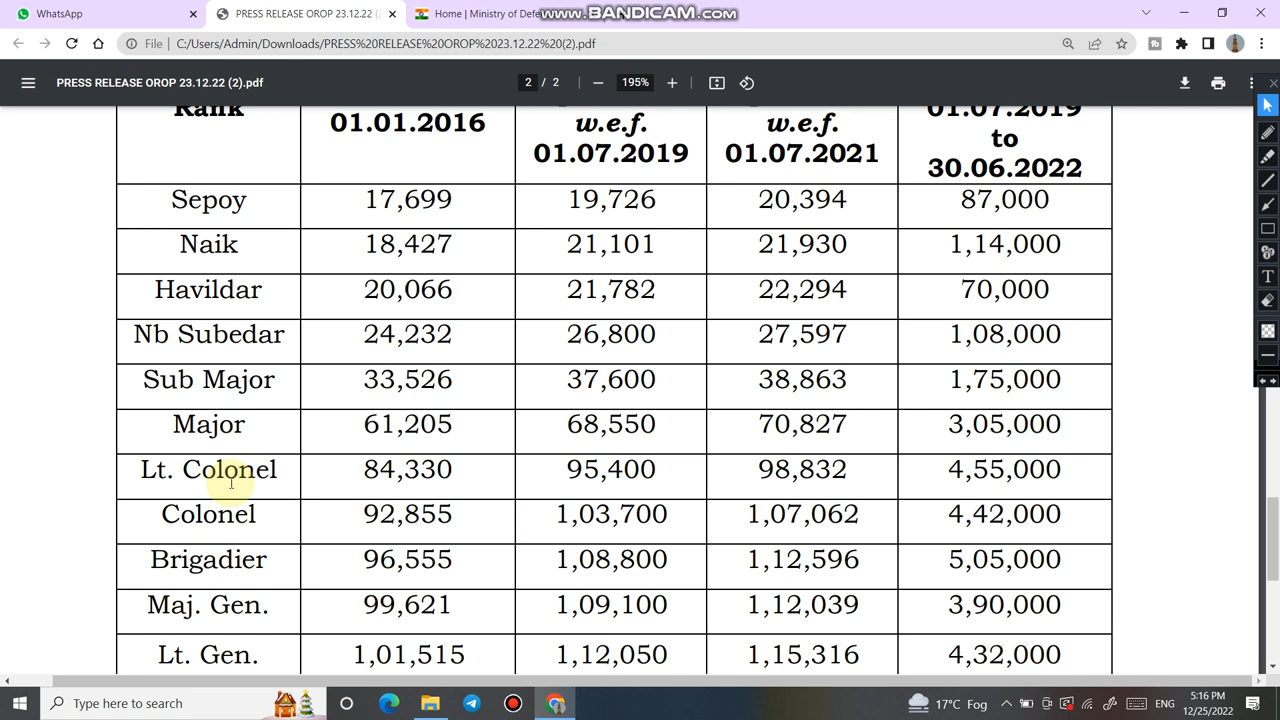 WhatsApp
PRESS RELEASE OROP 23.12.22 (2
Home | Ministry of Defe
www.BANDICAM.com
File | C:/Users/Admin/Downloads/PRESS%20RELEASE%20OROP%2023.12.22%20(2).pdf
PRESS RELEASE OROP 23.12.22 (2).pdf
2 / 2
195%
Rank
01.01.2016
w.e.f.
01.07.2019
w.e.f.
01.07.2021
01.07.2019
to
30.06.2022
Sepoy 17,699 19,726 20,394 87,000
Naik 18,427 21,101 21,930 1,14,000
Havildar 20,066 21,782 22,294 70,000
Nb Subedar 24,232 26,800 27,597 1,08,000
Sub Major 33,526 37,600 38,863 1,75,000
Major 61,205 68,550 70,827 3,05,000
Lt. Colonel 84,330 95,400 98,832 4,55,000
Colonel 92,855 1,03,700 1,07,062 4,42,000
Brigadier 96,555 1,08,800 1,12,596 5,05,000
Maj. Gen. 99,621 1,09,100 1,12,039 3,90,000
Lt. Gen. 1,01,515 1,12,050 1,15,316 4,32,000
Type here to search
17°C Fog
ENG
5:16 PM
12/25/2022